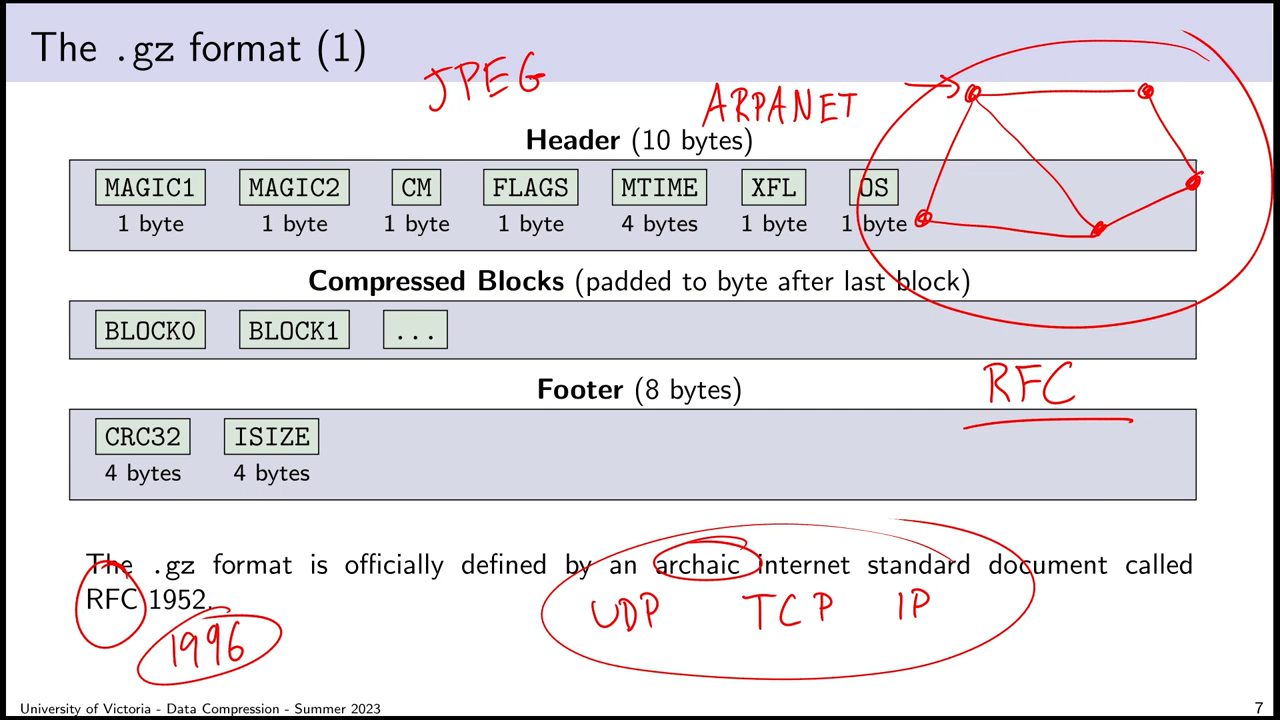 The .gz format (1)
JPEG
ARPANET
Header (10 bytes)
MAGIC1 MAGIC2 CM FLAGS MTIME XFL OS
1 byte 1 byte 1 byte 1 byte 4 bytes 1 byte 1 byte
Compressed Blocks (padded to byte after last block)
BLOCK0 BLOCK1 ...
RFC
Footer (8 bytes)
CRC32 ISIZE
4 bytes 4 bytes
The .gz format is officially defined by an archaic internet standard document called
RFC 1952.
UDP TCP IP
1996
University of Victoria - Data Compression - Summer 2023
7